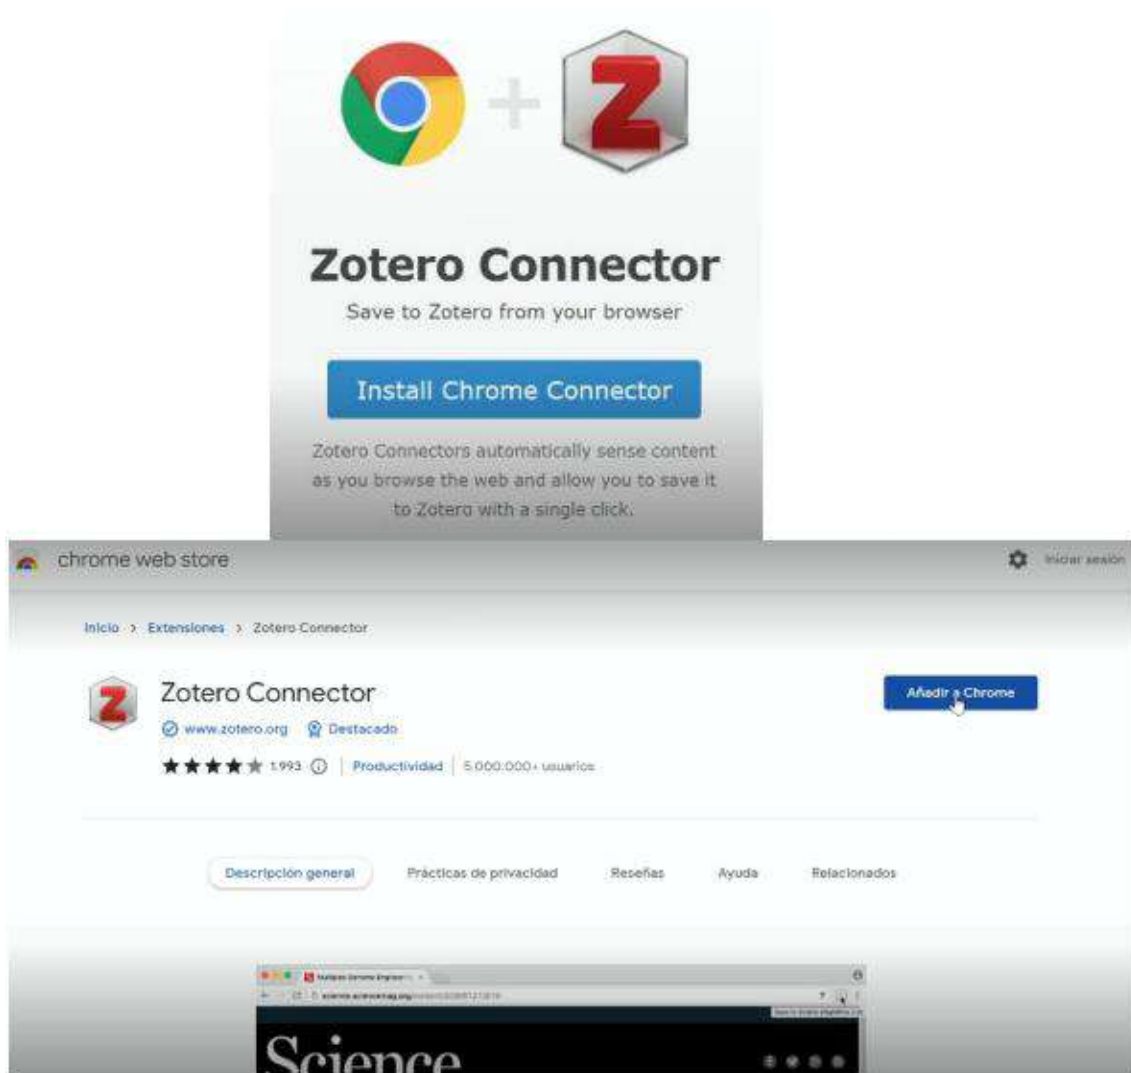 Z
Zotero Connector
Save to Zotero from your browser
Install Chrome Connector
Zotero Connectors automatically sense content
as you browse the web and allow you to save it
to Zotero with a single click.
chrome web store
Iniciar sesión
Inicio > Extensiones > Zotero Connector
Z
Zotero Connector
Añadir a Chrome
www.zotero.org Destacado
1.993 Productividad 5.000.000+ usuarios
Descripción general Prácticas de privacidad Reseñas Ayuda Relacionados
Science